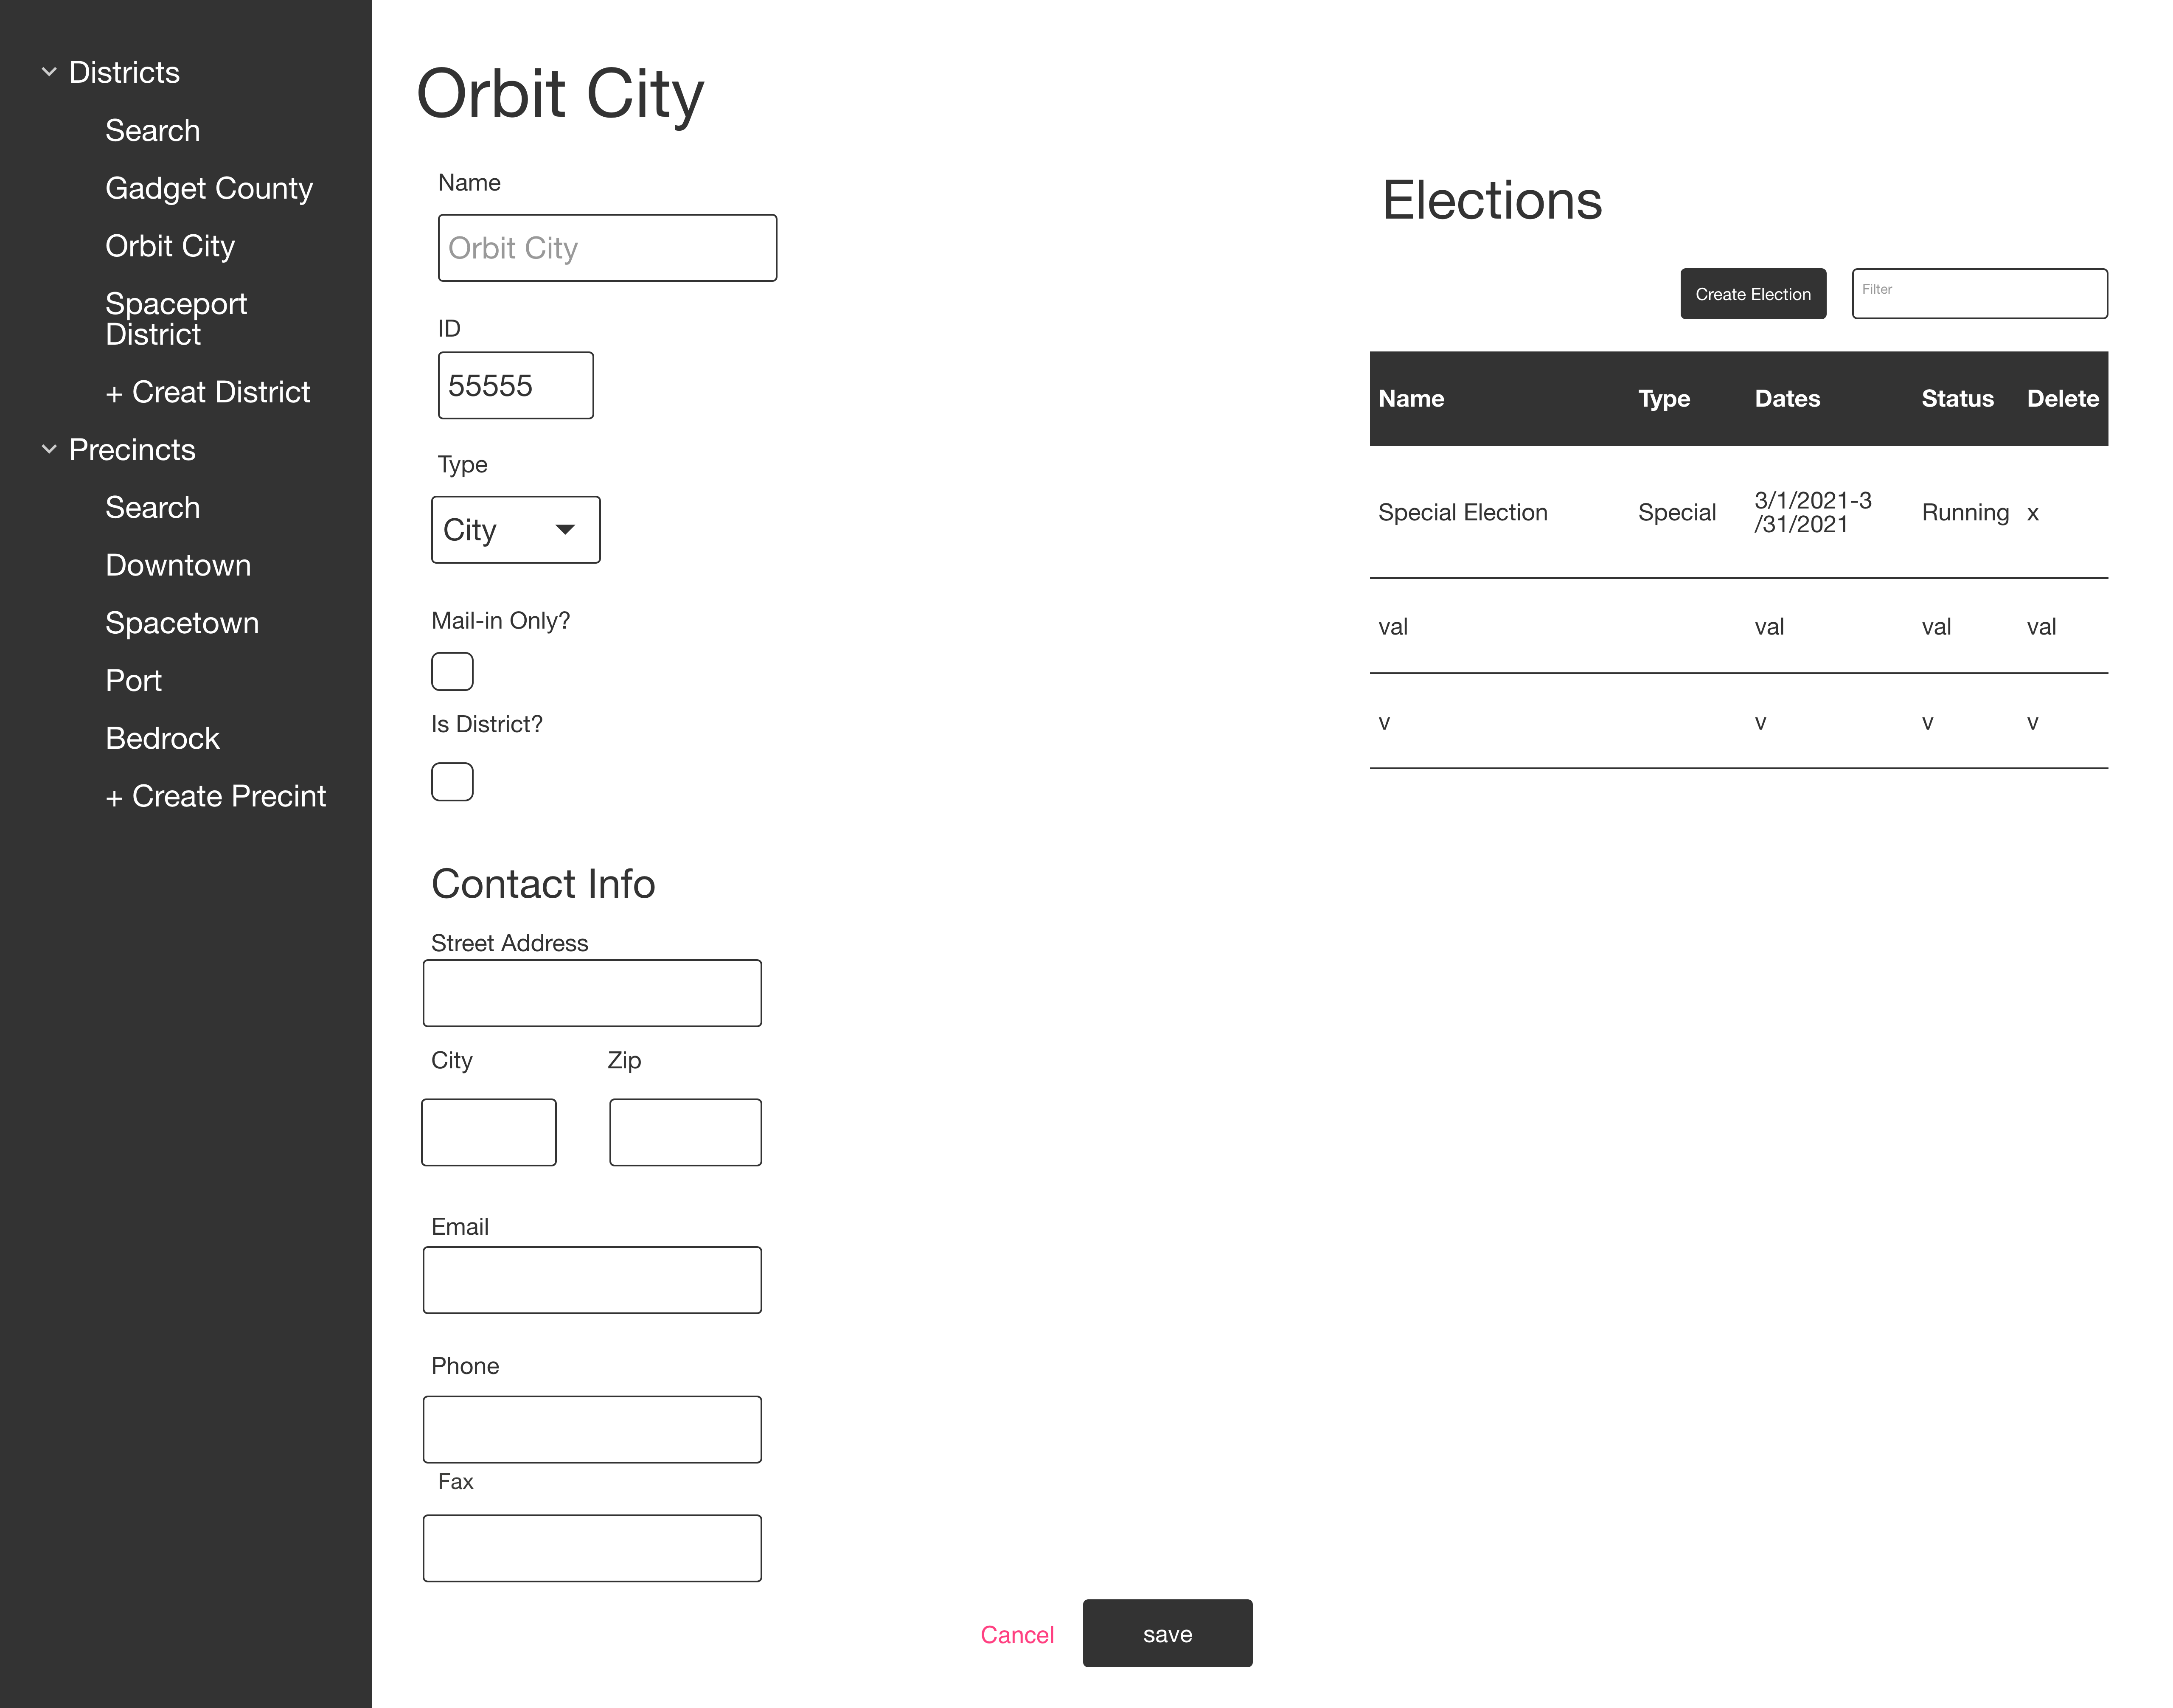 Districts
Search
Gadget County
Orbit City
Spaceport
District
+ Creat District
Precincts
Search
Downtown
Spacetown
Port
Bedrock
+ Create Precint
Orbit City
Name
Orbit City
ID
55555
Type
City
Mail-in Only?
Is District?
Contact Info
Street Address
City Zip
Email
Phone
Fax
Cancel save
Elections
Create Election Filter
Name Type Dates Status Delete
Special Election Special 3/1/2021-3 Running x
/31/2021
val val val val
v v v v